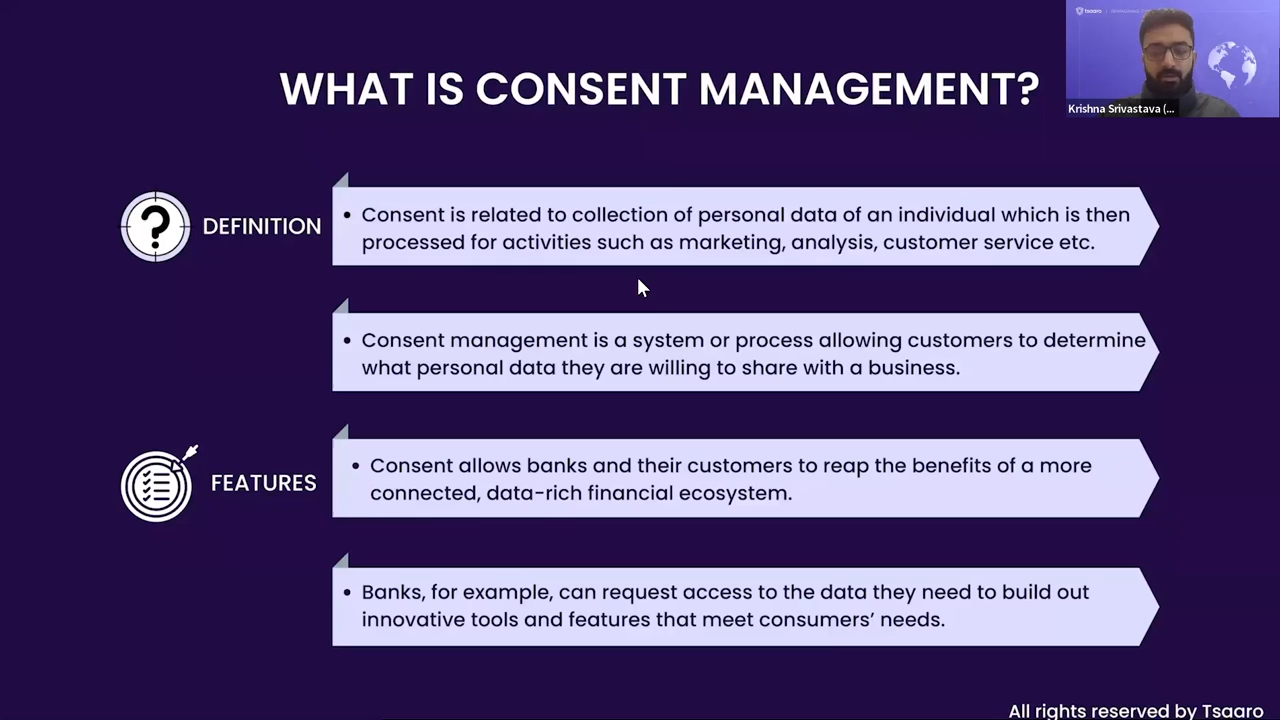 tsaaro
WHAT IS CONSENT MANAGEMENT?
Krishna Srivastava (...
DEFINITION
• Consent is related to collection of personal data of an individual which is then
processed for activities such as marketing, analysis, customer service etc.
• Consent management is a system or process allowing customers to determine
what personal data they are willing to share with a business.
FEATURES
• Consent allows banks and their customers to reap the benefits of a more
connected, data-rich financial ecosystem.
• Banks, for example, can request access to the data they need to build out
innovative tools and features that meet consumers’ needs.
All rights reserved by Tsaaro